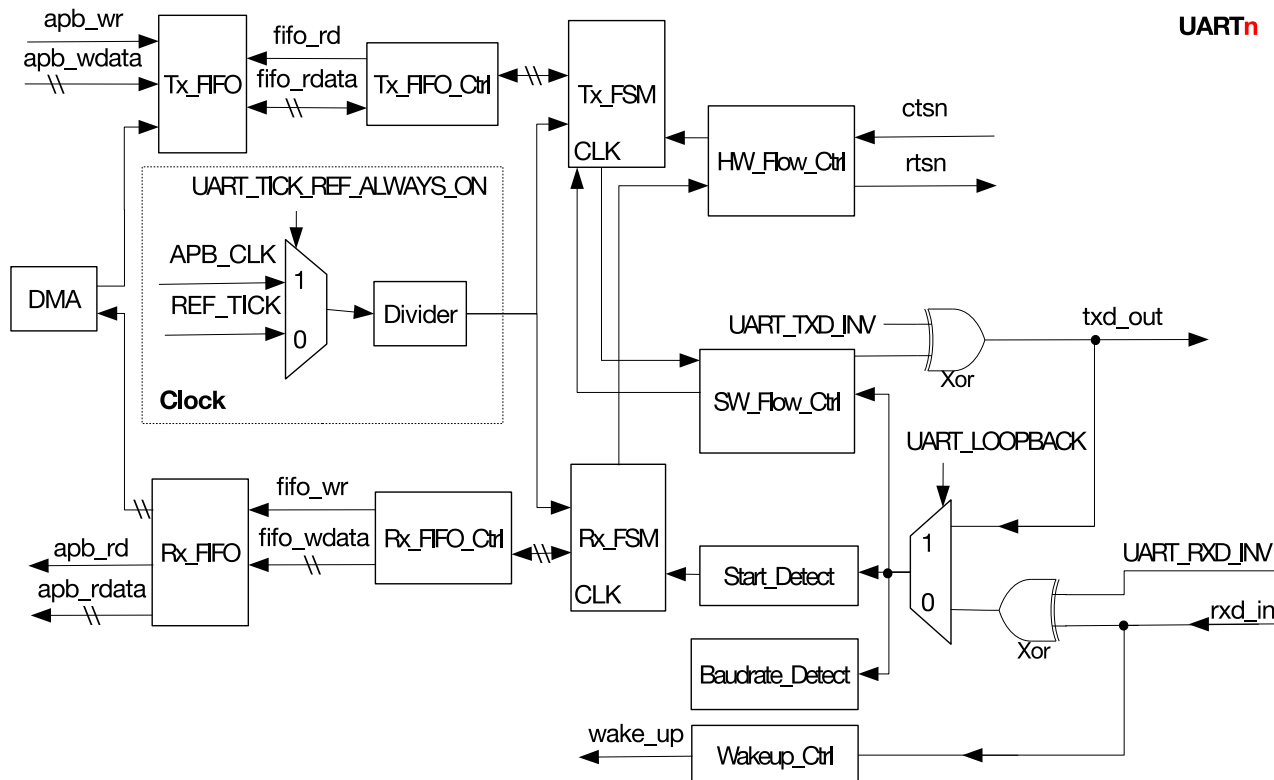 UARTn
apb_wr
apb_wdata
Tx_FIFO
fifo_rd
fifo_rdata
Tx_FIFO_Ctrl
Tx_FSM
CLK
HW_Flow_Ctrl
ctsn
rtsn
UART_TICK_REF_ALWAYS_ON
APB_CLK
REF_TICK
1
0
Divider
Clock
DMA
UART_TXD_INV
Xor
txd_out
SW_Flow_Ctrl
UART_LOOPBACK
1
0
UART_RXD_INV
rxd_in
Xor
apb_rd
apb_rdata
Rx_FIFO
fifo_wr
fifo_wdata
Rx_FIFO_Ctrl
Rx_FSM
CLK
Start_Detect
Baudrate_Detect
wake_up
Wakeup_Ctrl